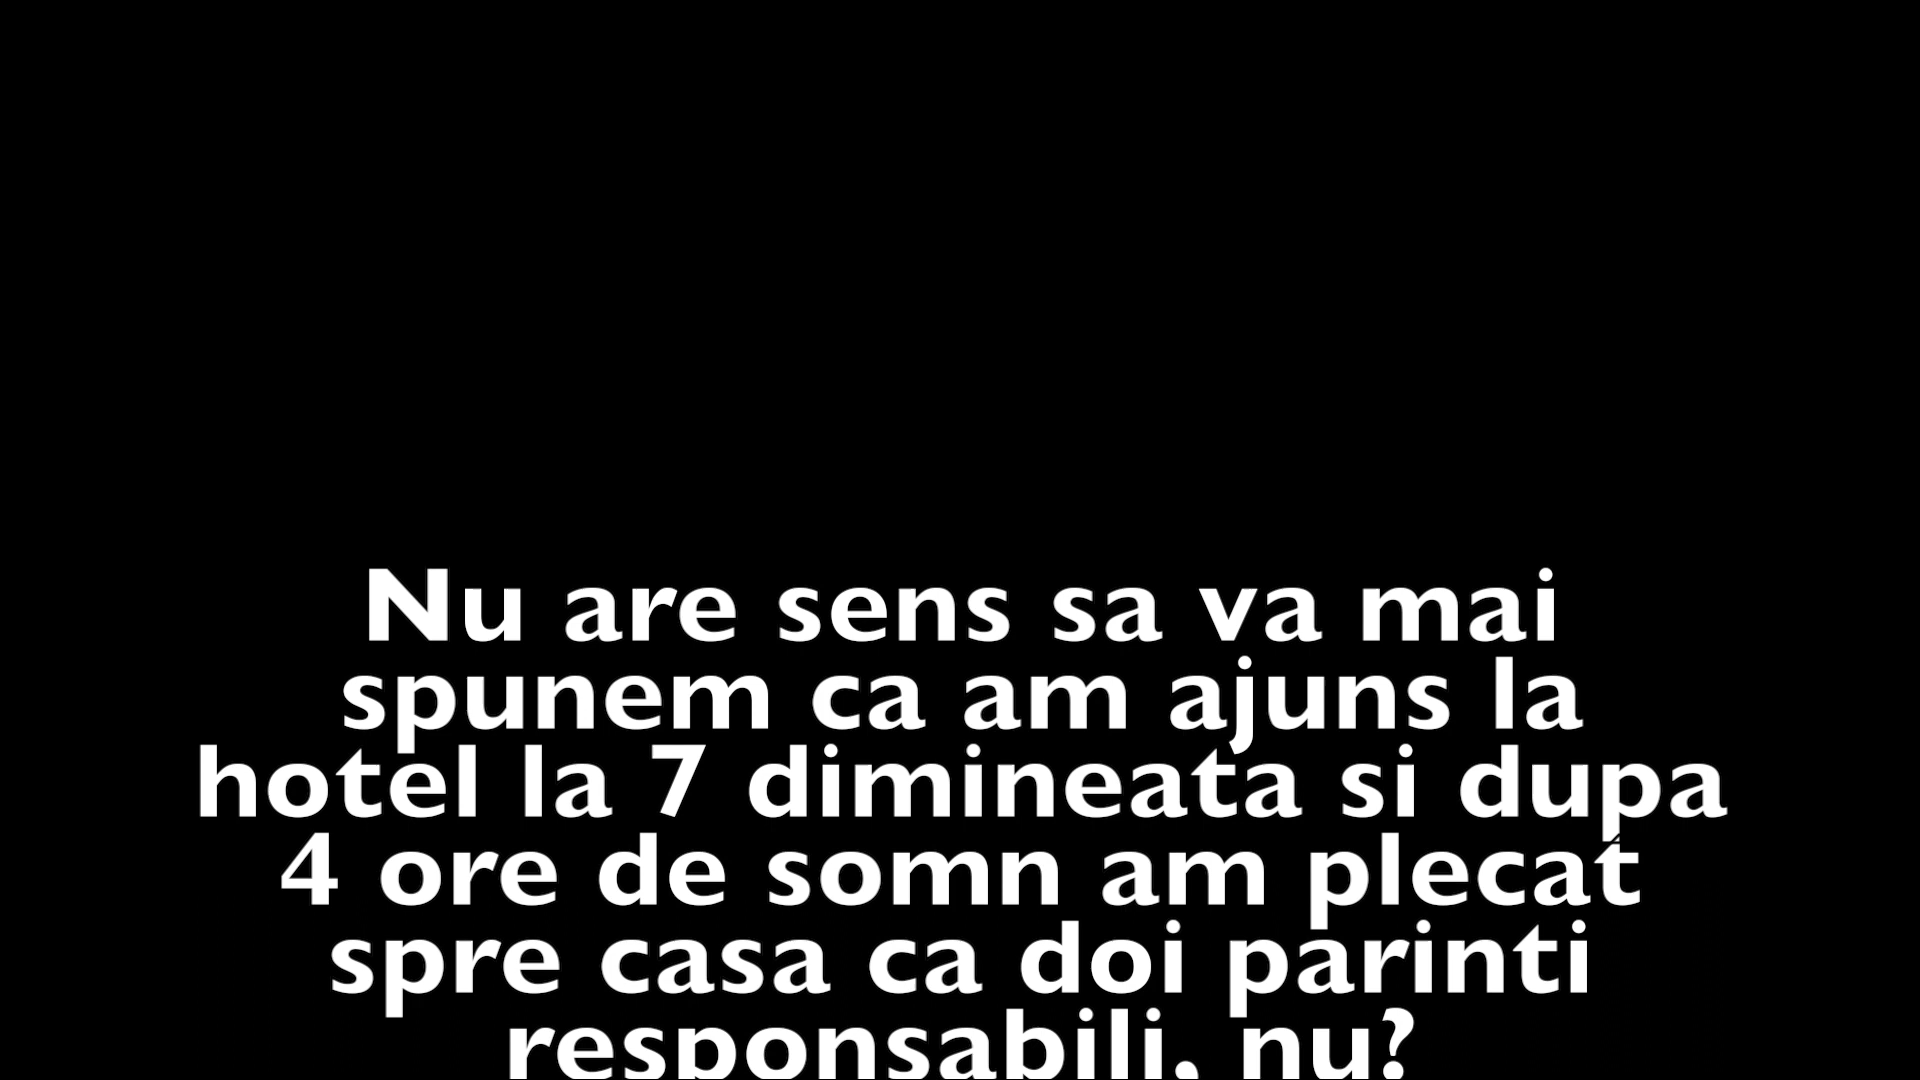 Nu are sens sa va mai
spunem ca am ajuns la
hotel la 7 dimineata si dupa
4 ore de somn am plecat
spre casa ca doi parinti
responsabili, nu?